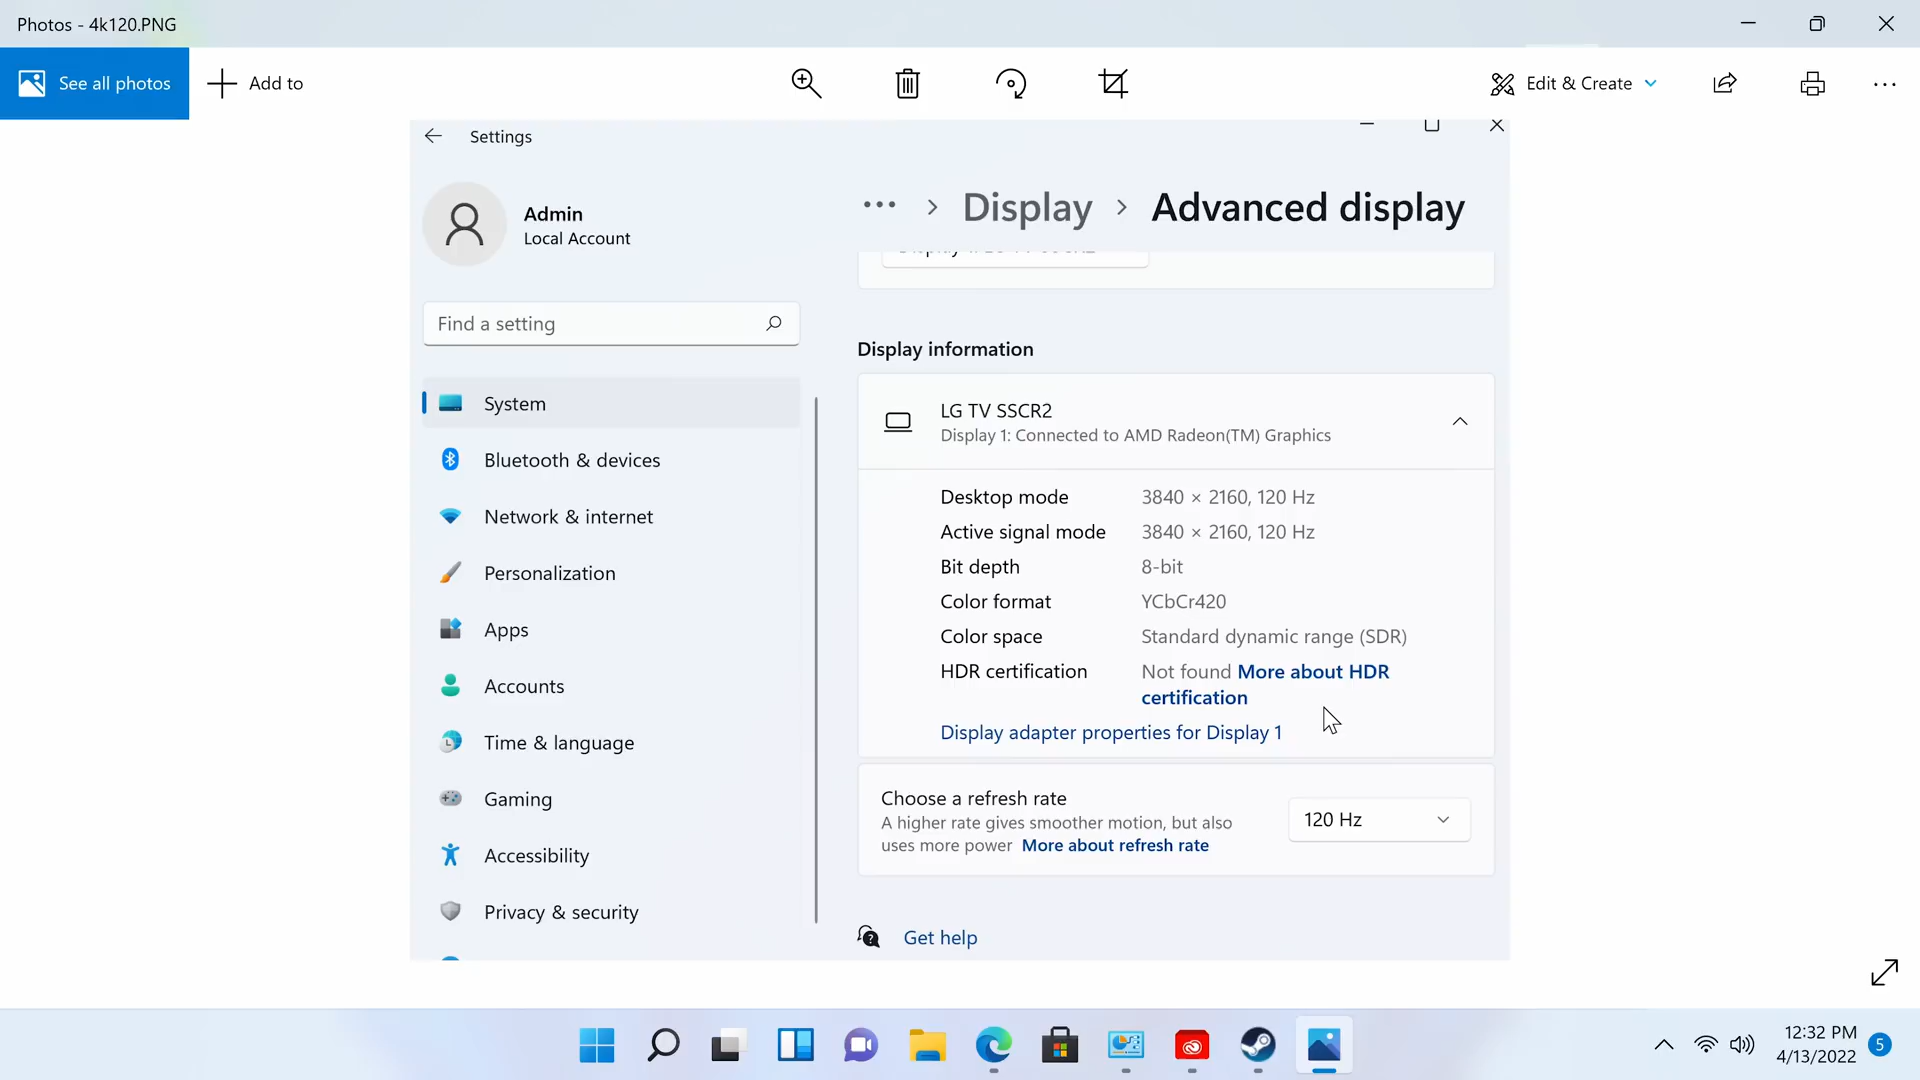 Photos - 4k120.PNG
See all photos
Add to
Edit & Create
Settings
Admin
Local Account
Find a setting
System
Bluetooth & devices
Network & internet
Personalization
Apps
Accounts
Time & language
Gaming
Accessibility
Privacy & security
··· > Display > Advanced display
Display information
LG TV SSCR2
Display 1: Connected to AMD Radeon(TM) Graphics
Desktop mode 3840 × 2160, 120 Hz
Active signal mode 3840 × 2160, 120 Hz
Bit depth 8-bit
Color format YCbCr420
Color space Standard dynamic range (SDR)
HDR certification Not found More about HDR
certification
Display adapter properties for Display 1
Choose a refresh rate
A higher rate gives smoother motion, but also
uses more power More about refresh rate
120 Hz
Get help
12:32 PM
4/13/2022
5